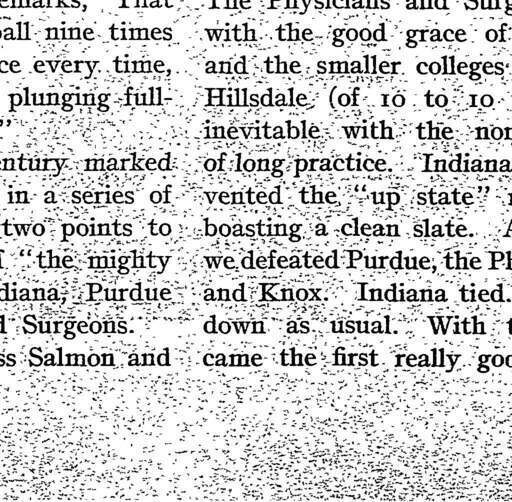 That
all nine times
ce every time,
plunging full-
"
entury marked
in a series of
two points to
"the mighty
diana, Purdue
d Surgeons.
ss Salmon and
The Physicians and Surg
with the good grace of
and the smaller colleges
Hillsdale (of 10 to 10
inevitable with the nor
of long practice. Indiana
vented the "up state"
boasting a clean slate. A
we defeated Purdue, the Ph
and Knox. Indiana tied.
down as usual. With t
came the first really goo